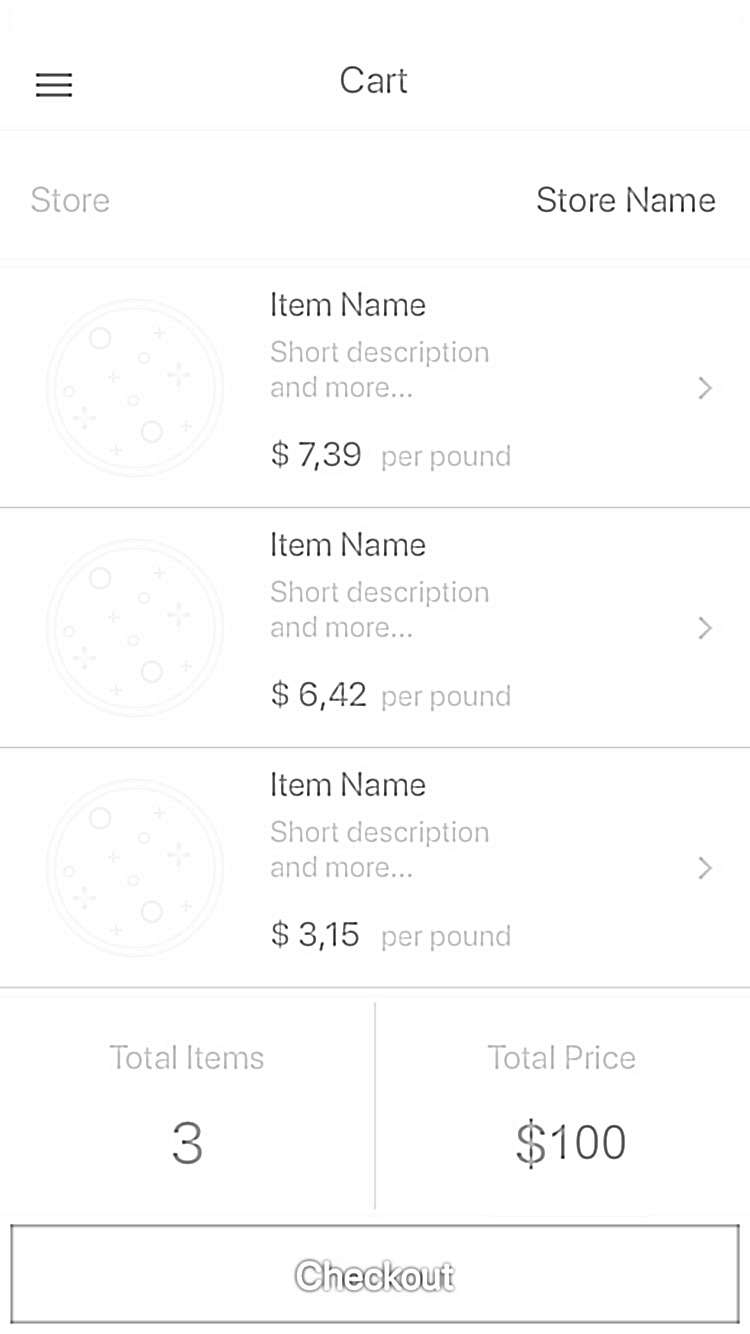 Cart
Store
Store Name
Item Name
Short description
and more...
$ 7,39 per pound
Item Name
Short description
and more...
$ 6,42 per pound
Item Name
Short description
and more...
$ 3,15 per pound
Total Items
Total Price
3
$100
Checkout